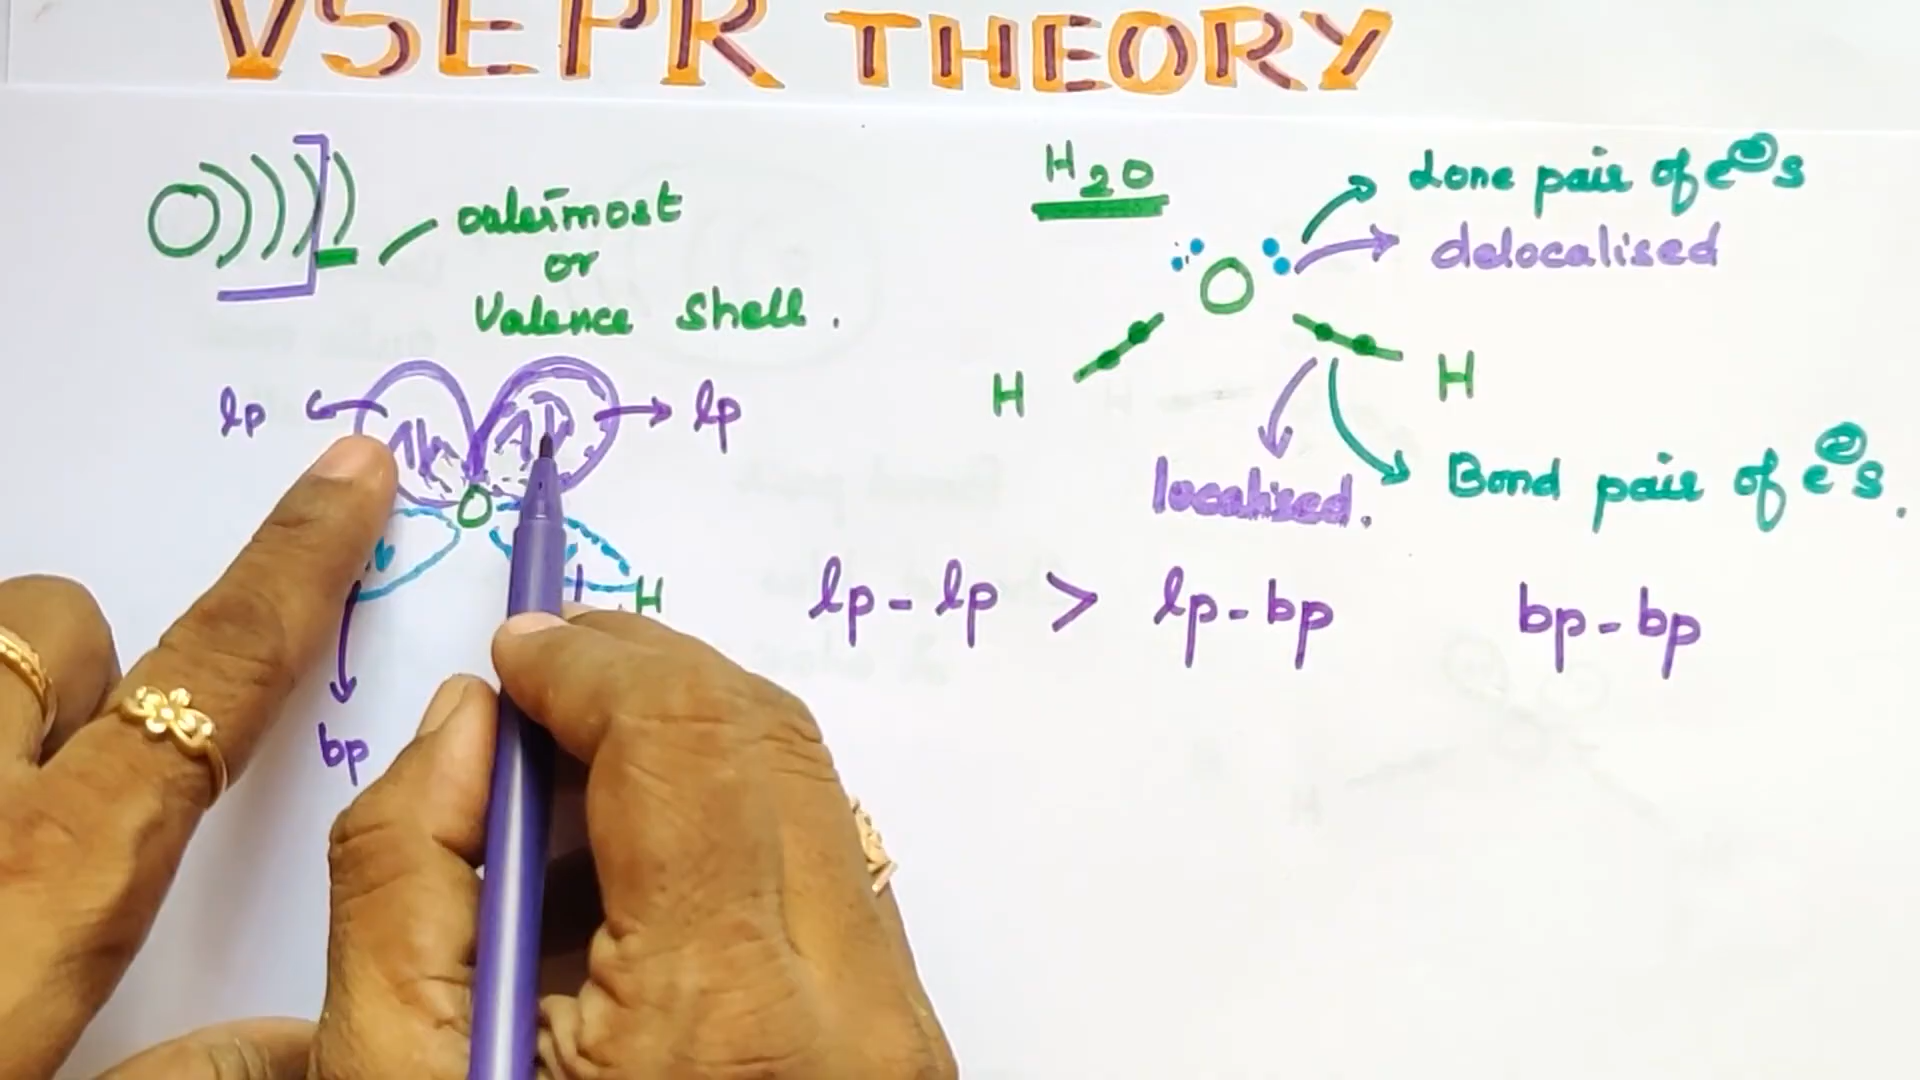 VSEPR THEORY
outermost
or
Valence shell.
lp
lp
O
H
bp
H2O
Lone pair of e⊖s
delocalised
O
H
H
localised.
Bond pair of e⊖s.
lp - lp > lp - bp bp - bp